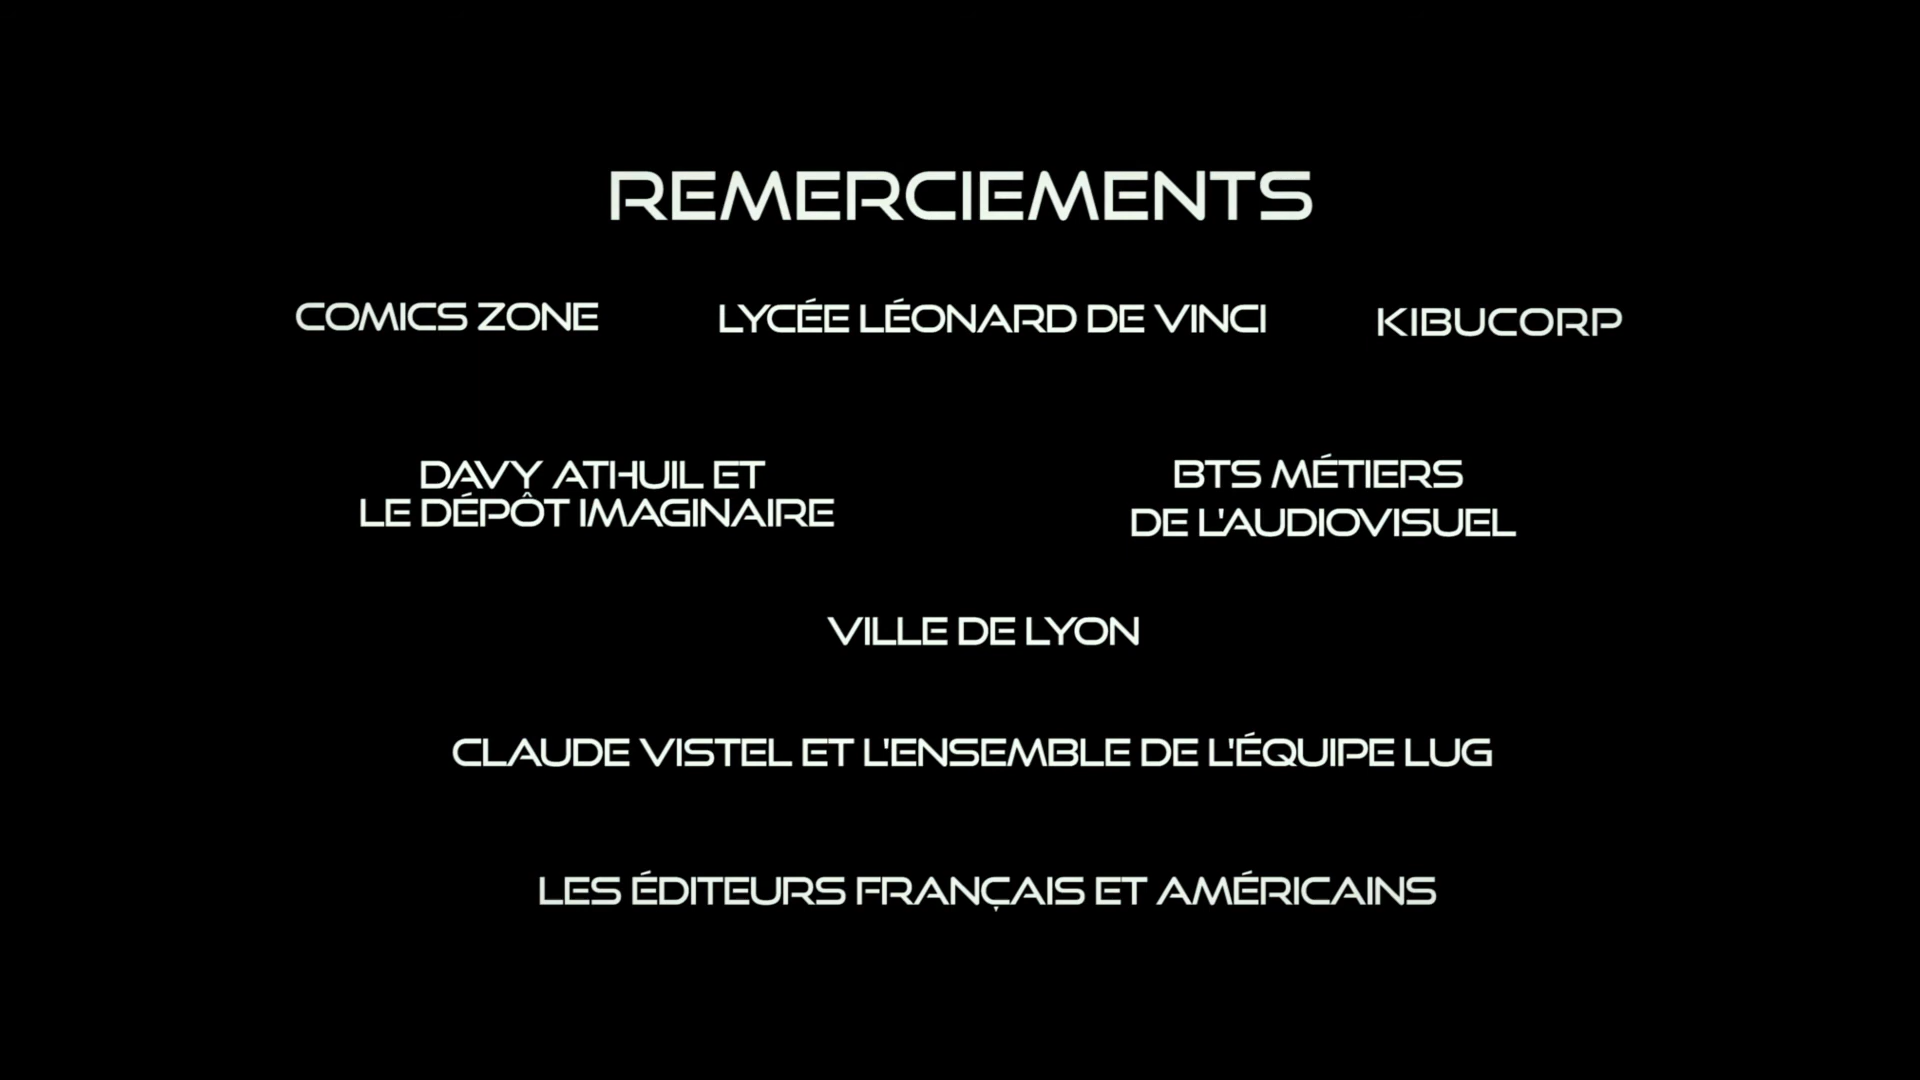 REMERCIEMENTS
COMICS ZONE
LYCÉE LÉONARD DE VINCI
KIBUCORP
DAVY ATHUIL ET
LE DÉPÔT IMAGINAIRE
BTS MÉTIERS
DE L'AUDIOVISUEL
VILLE DE LYON
CLAUDE VISTEL ET L'ENSEMBLE DE L'ÉQUIPE LUG
LES ÉDITEURS FRANÇAIS ET AMÉRICAINS